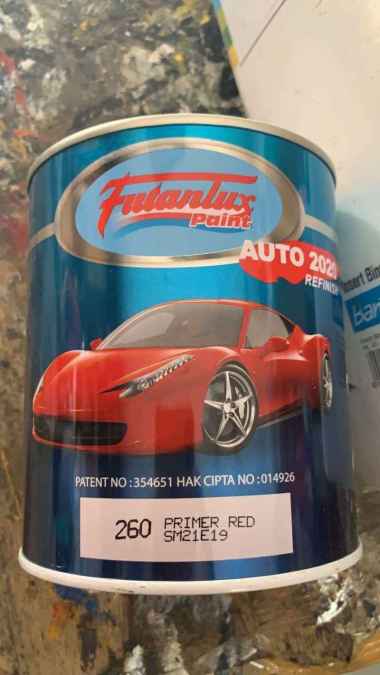 FutanLux
Paint
AUTO 2020
REFINISH
PATENT NO : 354651 HAK CIPTA NO : 014926
260 PRIMER RED
SM21E19